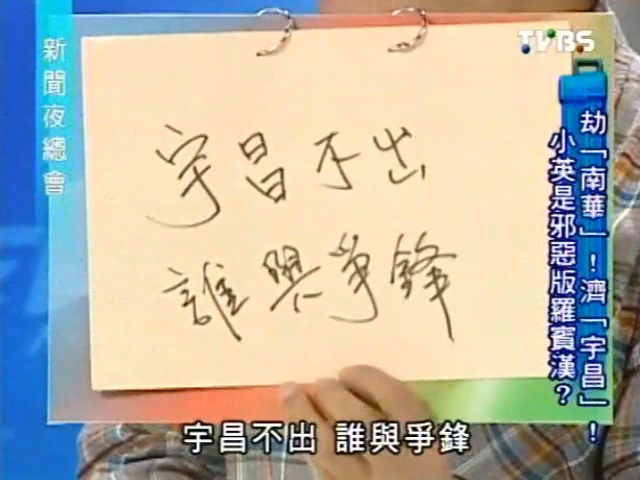 新聞夜總會
TVBS
劫「南華」！濟「宇昌」！
小英是邪惡版羅賓漢？
宇昌不出
誰與爭鋒
宇昌不出 誰與爭鋒